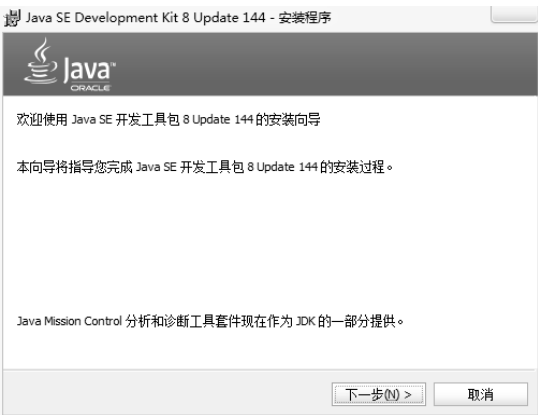 Java SE Development Kit 8 Update 144 - 安装程序
Java™
ORACLE
欢迎使用 Java SE 开发工具包 8 Update 144 的安装向导
本向导将指导您完成 Java SE 开发工具包 8 Update 144 的安装过程。
Java Mission Control 分析和诊断工具套件现在作为 JDK 的一部分提供。
下一步(N) >
取消